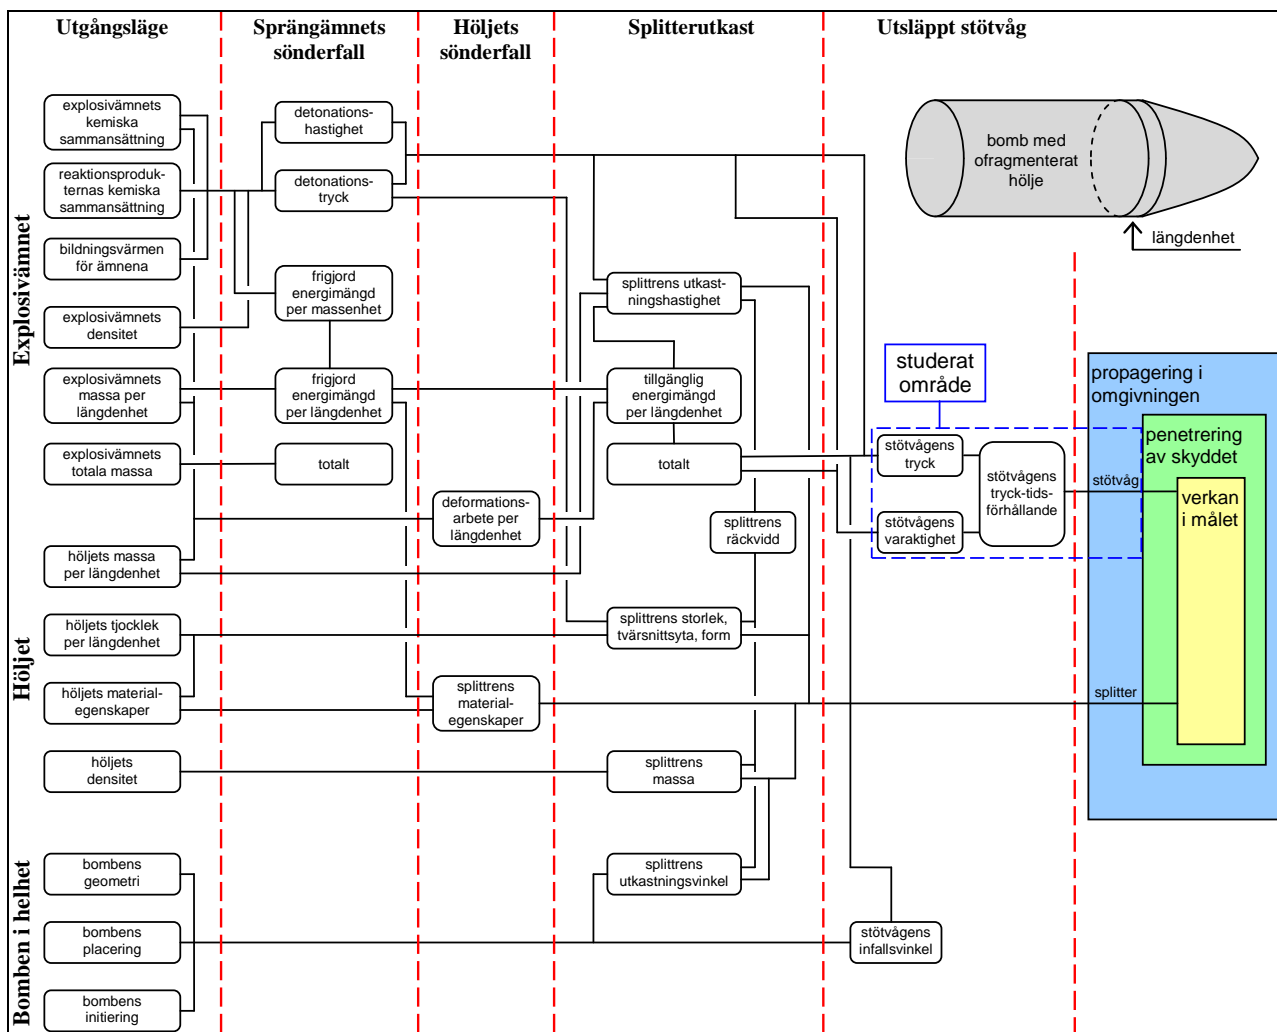 Utgångsläge
Sprängämnets
sönderfall
Höljets
sönderfall
Splitterutkast
Utsläppt stötvåg
Explosivämnet
explosivämnets
kemiska
sammansättning
reaktionsproduk-
ternas kemiska
sammansättning
bildningsvärmen
för ämnena
explosivämnets
densitet
explosivämnets
massa per
längdenhet
explosivämnets
totala massa
Höljet
höljets massa
per längdenhet
höljets tjocklek
per längdenhet
höljets material-
egenskaper
höljets
densitet
Bomben i helhet
bombens
geometri
bombens
placering
bombens
initiering
detonations-
hastighet
detonations-
tryck
frigjord
energimängd
per massenhet
frigjord
energimängd
per längdenhet
totalt
deformations-
arbete per
längdenhet
splittrens
material-
egenskaper
splittrens utkast-
ningshastighet
tillgänglig
energimängd
per längdenhet
totalt
splittrens
räckvidd
splittrens storlek,
tvärsnittsyta, form
splittrens
massa
splittrens
utkastningsvinkel
bomb med
ofragmenterat
hölje
längdenhet
studerat
område
stötvågens
tryck
stötvågens
varaktighet
stötvågens
tryck-tids-
förhållande
stötvågens
infallsvinkel
propagering i
omgivningen
penetrering
av skyddet
stötvåg
verkan
i målet
splitter